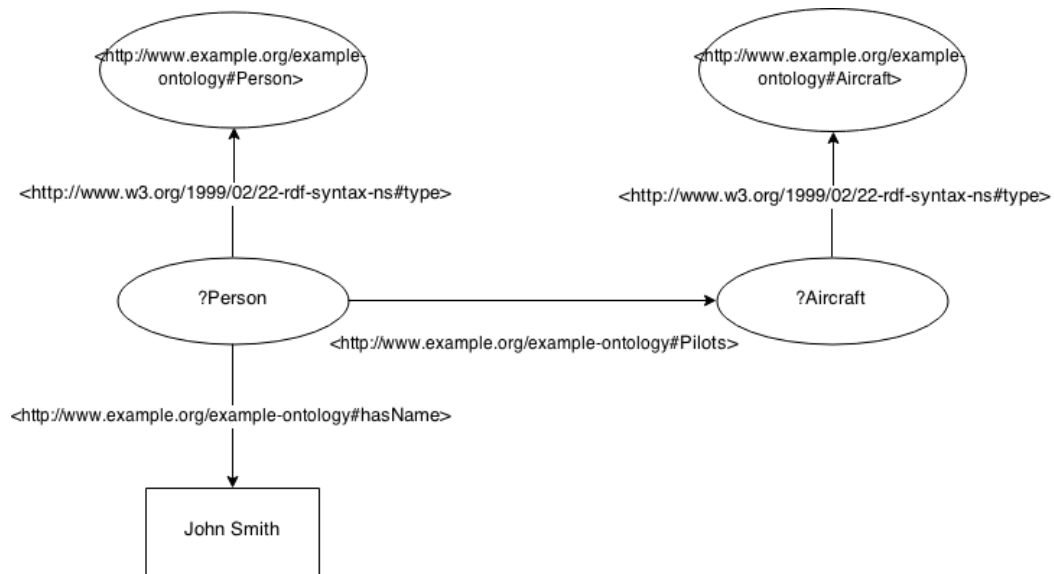 <http://www.example.org/example-
ontology#Person>
<http://www.example.org/example-
ontology#Aircraft>
<http://www.w3.org/1999/02/22-rdf-syntax-ns#type>
<http://www.w3.org/1999/02/22-rdf-syntax-ns#type>
?Person
?Aircraft
<http://www.example.org/example-ontology#Pilots>
<http://www.example.org/example-ontology#hasName>
John Smith